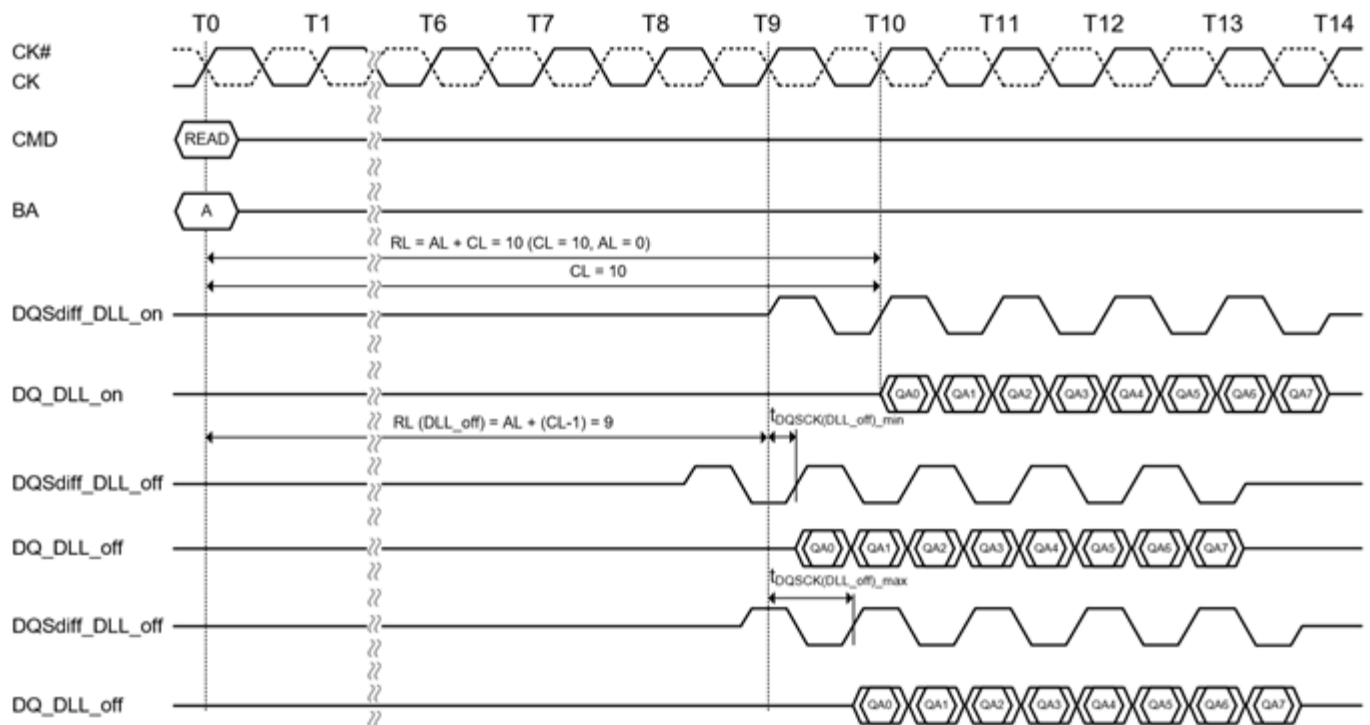 T0 T1 T6 T7 T8 T9 T10 T11 T12 T13 T14
CK#
CK
CMD READ
BA A
RL = AL + CL = 10 (CL = 10, AL = 0)
CL = 10
DQSdiff_DLL_on
DQ_DLL_on QA0 QA1 QA2 QA3 QA4 QA5 QA6 QA7
RL (DLL_off) = AL + (CL-1) = 9 tDQSCK(DLL_off)_min
DQSdiff_DLL_off
DQ_DLL_off QA0 QA1 QA2 QA3 QA4 QA5 QA6 QA7
tDQSCK(DLL_off)_max
DQSdiff_DLL_off
DQ_DLL_off QA0 QA1 QA2 QA3 QA4 QA5 QA6 QA7